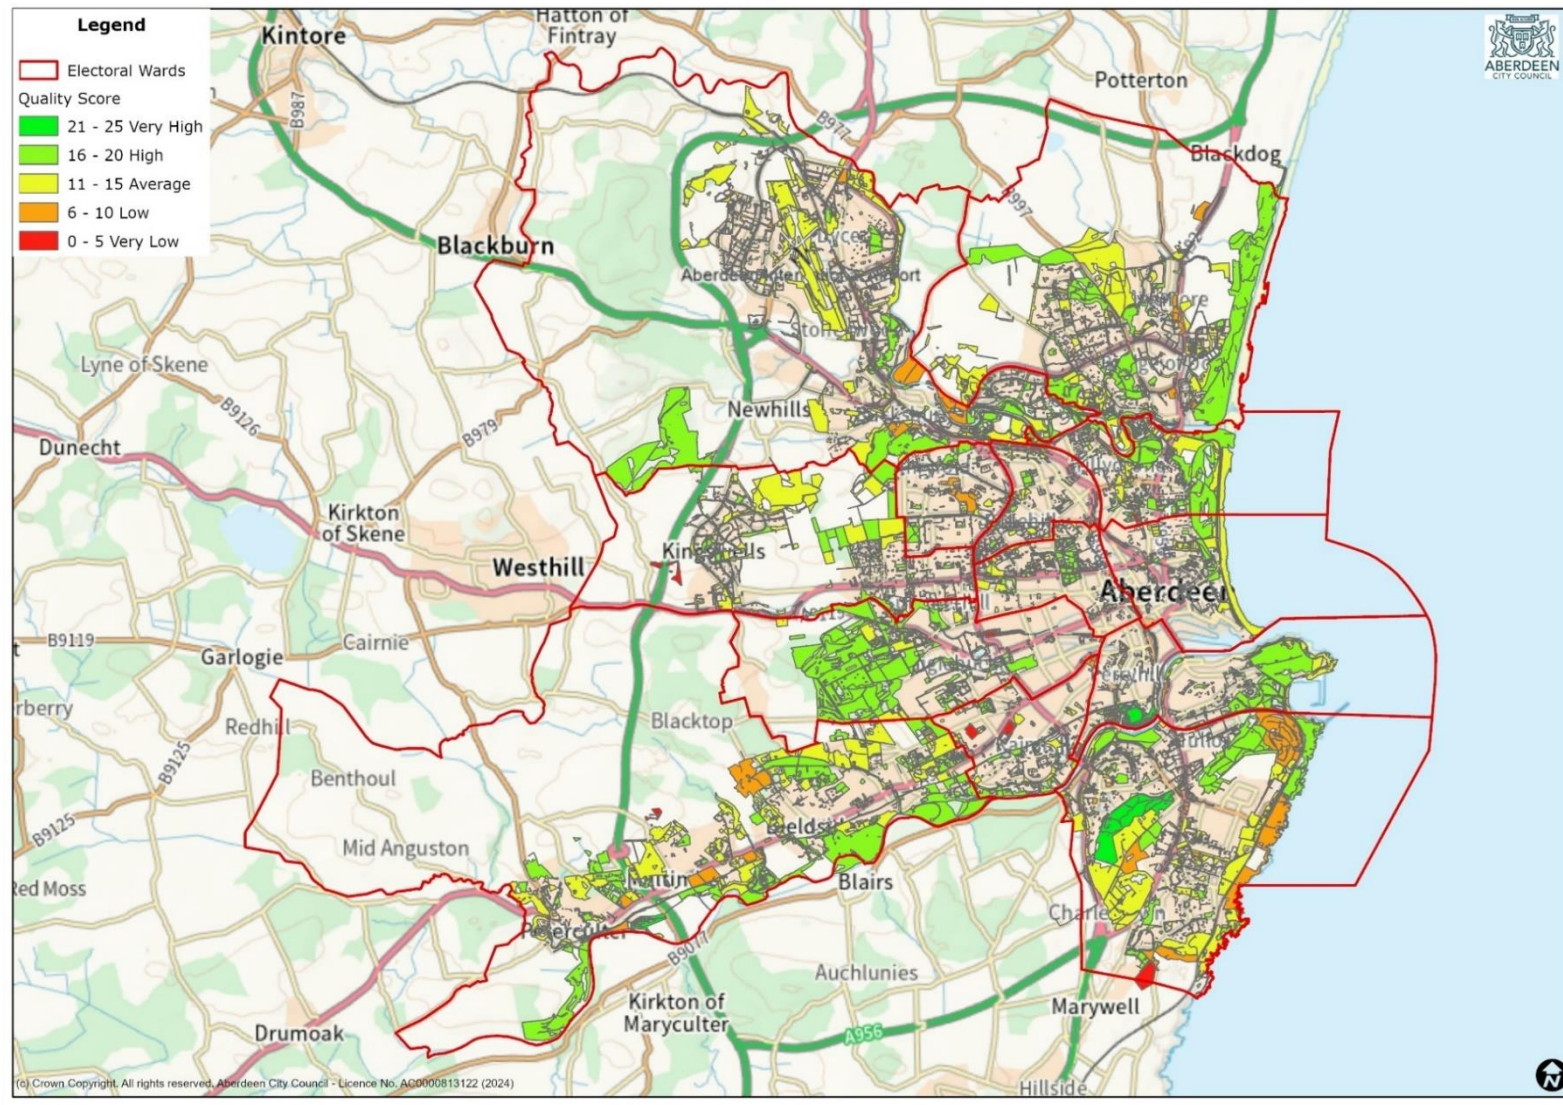 Legend
Electoral Wards
Quality Score
21 - 25 Very High
16 - 20 High
11 - 15 Average
6 - 10 Low
0 - 5 Very Low
ABERDEEN
CITY COUNCIL
Hatton of
Fintray
Kintore
Potterton
B987
B977
Blackdog
B997
Blackburn
Lyne of Skene
B9126
Newhills
B979
Dunecht
Kirkton
of Skene
Westhill
B9119
Cairnie
Garlogie
Redhill
Blacktop
B9125
Benthoul
B9125
Mid Anguston
Red Moss
Blairs
B9077
Auchlunies
Kirkton of
Maryculter
Marywell
Drumoak
A956
Hillside
(c) Crown Copyright. All rights reserved. Aberdeen City Council - Licence No. AC0000813122 (2024)
N